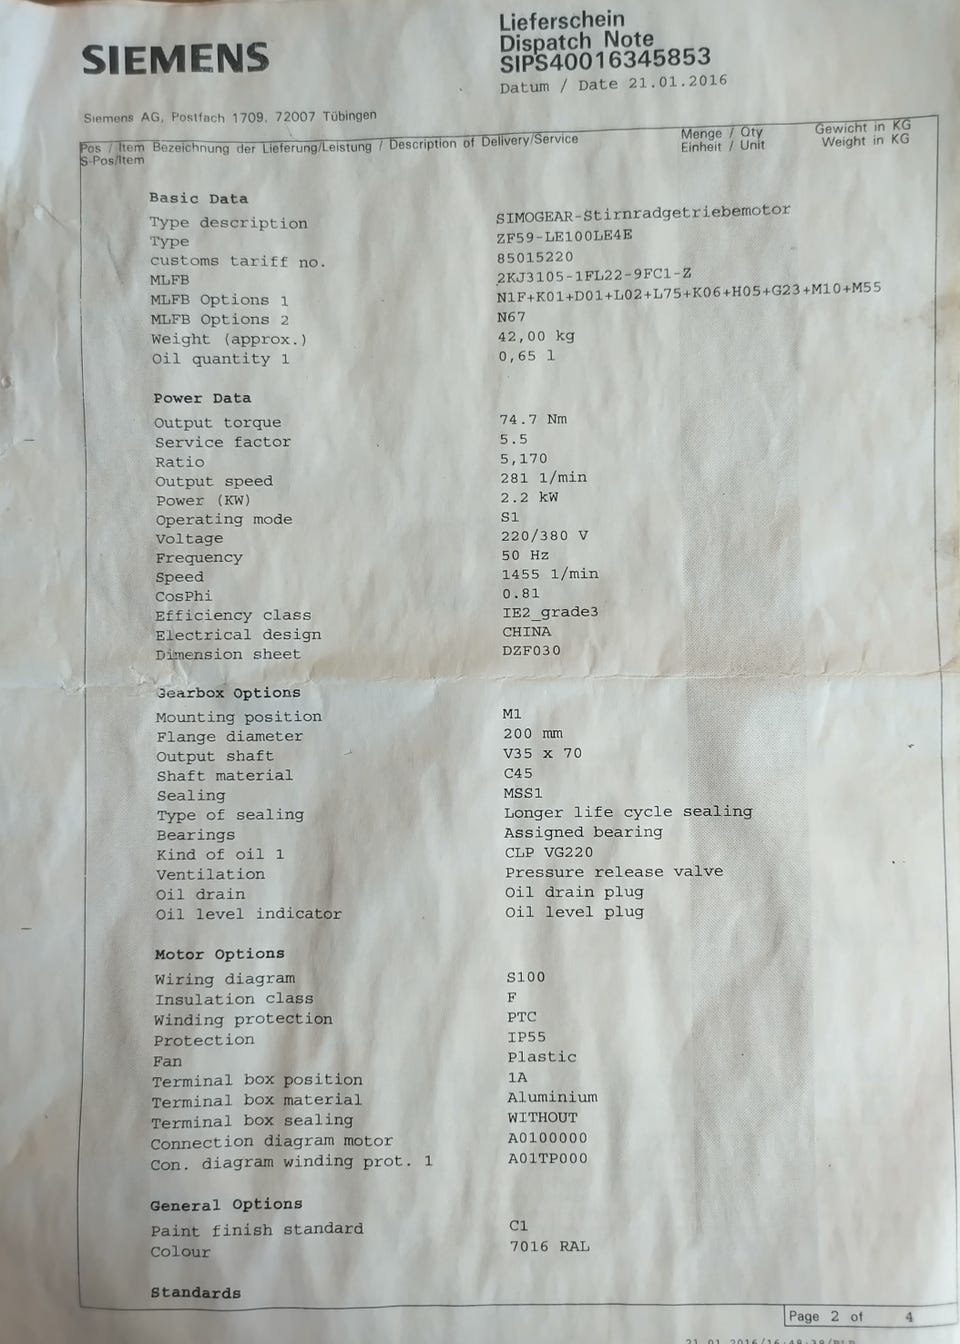 SIEMENS
Lieferschein
Dispatch Note
SIPS40016345853
Datum / Date 21.01.2016
Siemens AG, Postfach 1709, 72007 Tübingen
Pos / Item Bezeichnung der Lieferung/Leistung / Description of Delivery/Service Menge / Qty Gewicht in KG
S-Pos/Item Einheit / Unit Weight in KG
Basic Data
Type description SIMOGEAR-Stirnradgetriebemotor
Type ZF59-LE100LE4E
customs tariff no. 85015220
MLFB 2KJ3105-1FL22-9FC1-Z
MLFB Options 1 N1F+K01+D01+L02+L75+K06+H05+G23+M10+M55
MLFB Options 2 N67
Weight (approx.) 42,00 kg
Oil quantity 1 0,65 l
Power Data
Output torque 74.7 Nm
Service factor 5.5
Ratio 5,170
Output speed 281 1/min
Power (KW) 2.2 kW
Operating mode S1
Voltage 220/380 V
Frequency 50 Hz
Speed 1455 1/min
CosPhi 0.81
Efficiency class IE2_grade3
Electrical design CHINA
Dimension sheet DZF030
Gearbox Options
Mounting position M1
Flange diameter 200 mm
Output shaft V35 x 70
Shaft material C45
Sealing MSS1
Type of sealing Longer life cycle sealing
Bearings Assigned bearing
Kind of oil 1 CLP VG220
Ventilation Pressure release valve
Oil drain Oil drain plug
Oil level indicator Oil level plug
Motor Options
Wiring diagram S100
Insulation class F
Winding protection PTC
Protection IP55
Fan Plastic
Terminal box position 1A
Terminal box material Aluminium
Terminal box sealing WITHOUT
Connection diagram motor A0100000
Con. diagram winding prot. 1 A01TP000
General Options
Paint finish standard C1
Colour 7016 RAL
Standards
Page 2 of 4